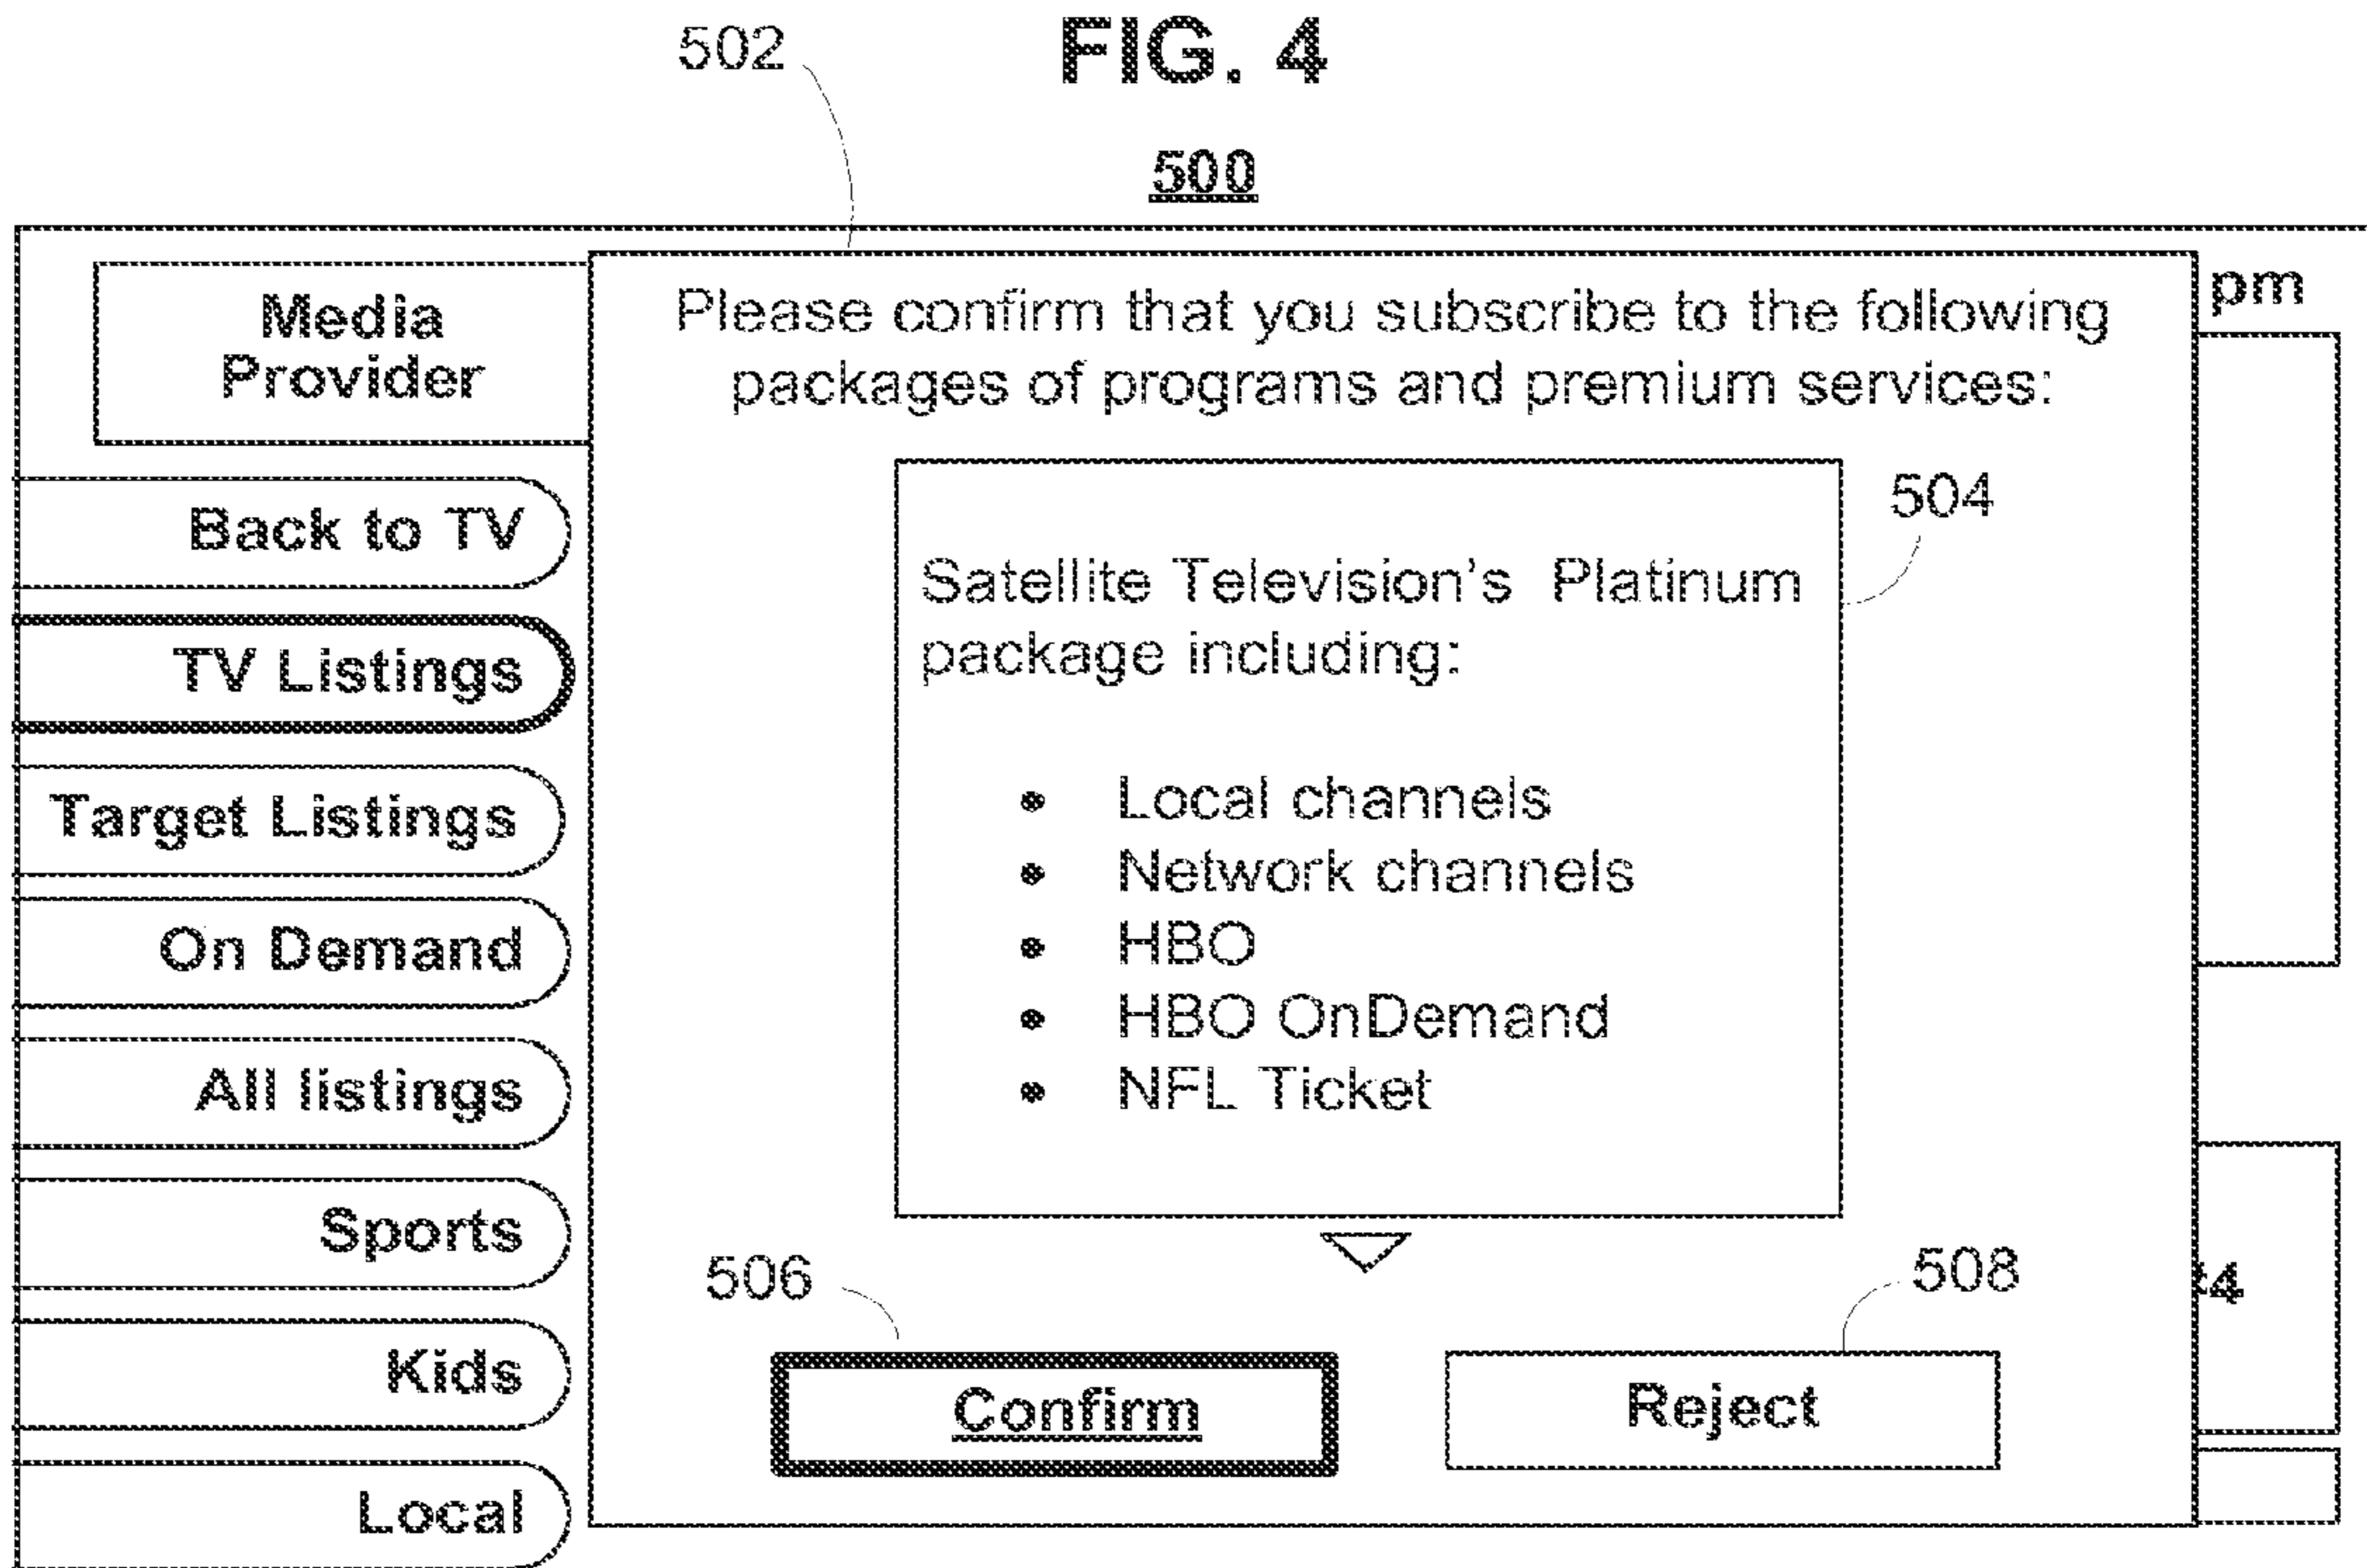 FIG. 4
502
500
Media
Provider
Back to TV
TV Listings
Target Listings
On Demand
All listings
Sports
Kids
Local
Please confirm that you subscribe to the following
packages of programs and premium services:
pm
504
Satellite Television's Platinum
package including:
• Local channels
• Network channels
• HBO
• HBO OnDemand
• NFL Ticket
506
508
Confirm
Reject